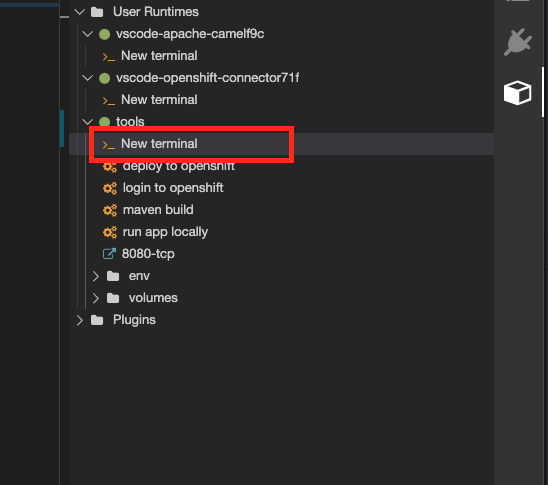 User Runtimes
vscode-apache-camelf9c
New terminal
vscode-openshift-connector71f
New terminal
tools
New terminal
deploy to openshift
login to openshift
maven build
run app locally
8080-tcp
env
volumes
Plugins